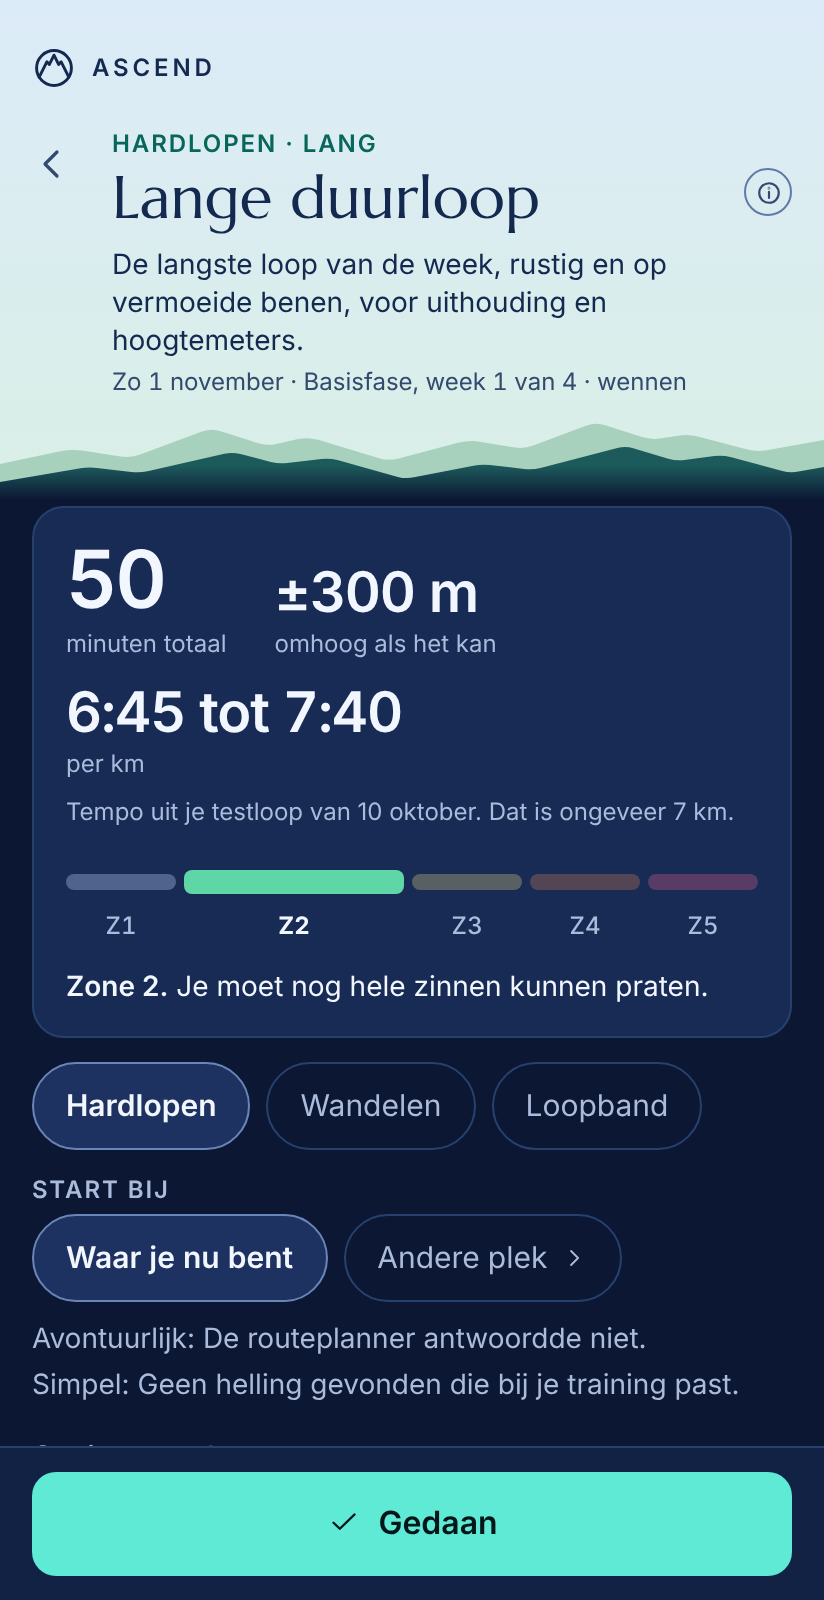 ASCEND
HARDLOPEN · LANG
Lange duurloop
De langste loop van de week, rustig en op
vermoeide benen, voor uithouding en
hoogtemeters.
Zo 1 november · Basisfase, week 1 van 4 · wennen
50
minuten totaal
±300 m
omhoog als het kan
6:45 tot 7:40
per km
Tempo uit je testloop van 10 oktober. Dat is ongeveer 7 km.
Z1 Z2 Z3 Z4 Z5
Zone 2. Je moet nog hele zinnen kunnen praten.
Hardlopen Wandelen Loopband
START BIJ
Waar je nu bent Andere plek
Avontuurlijk: De routeplanner antwoordde niet.
Simpel: Geen helling gevonden die bij je training past.
Gedaan